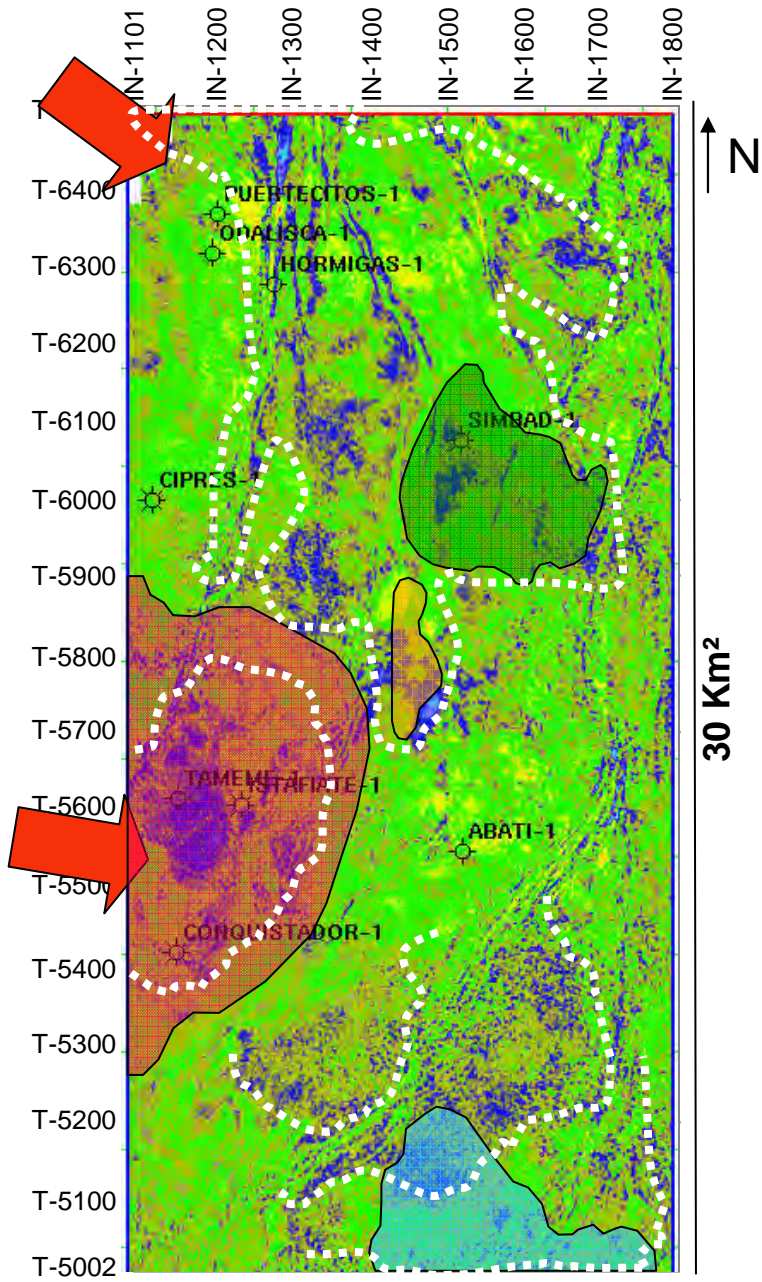 IN-1101
IN-1200
IN-1300
IN-1400
IN-1500
IN-1600
IN-1700
IN-1800
N
T-6400
T-6300
T-6200
T-6100
T-6000
T-5900
T-5800
T-5700
T-5600
T-5500
T-5400
T-5300
T-5200
T-5100
T-5002
PUERTECITOS-1
ODALISCA-1
HORMIGAS-1
SIMBAD-1
CIPRES-1
ISTAFIATE-1
ABATI-1
CONQUISTADOR-1
30 Km²